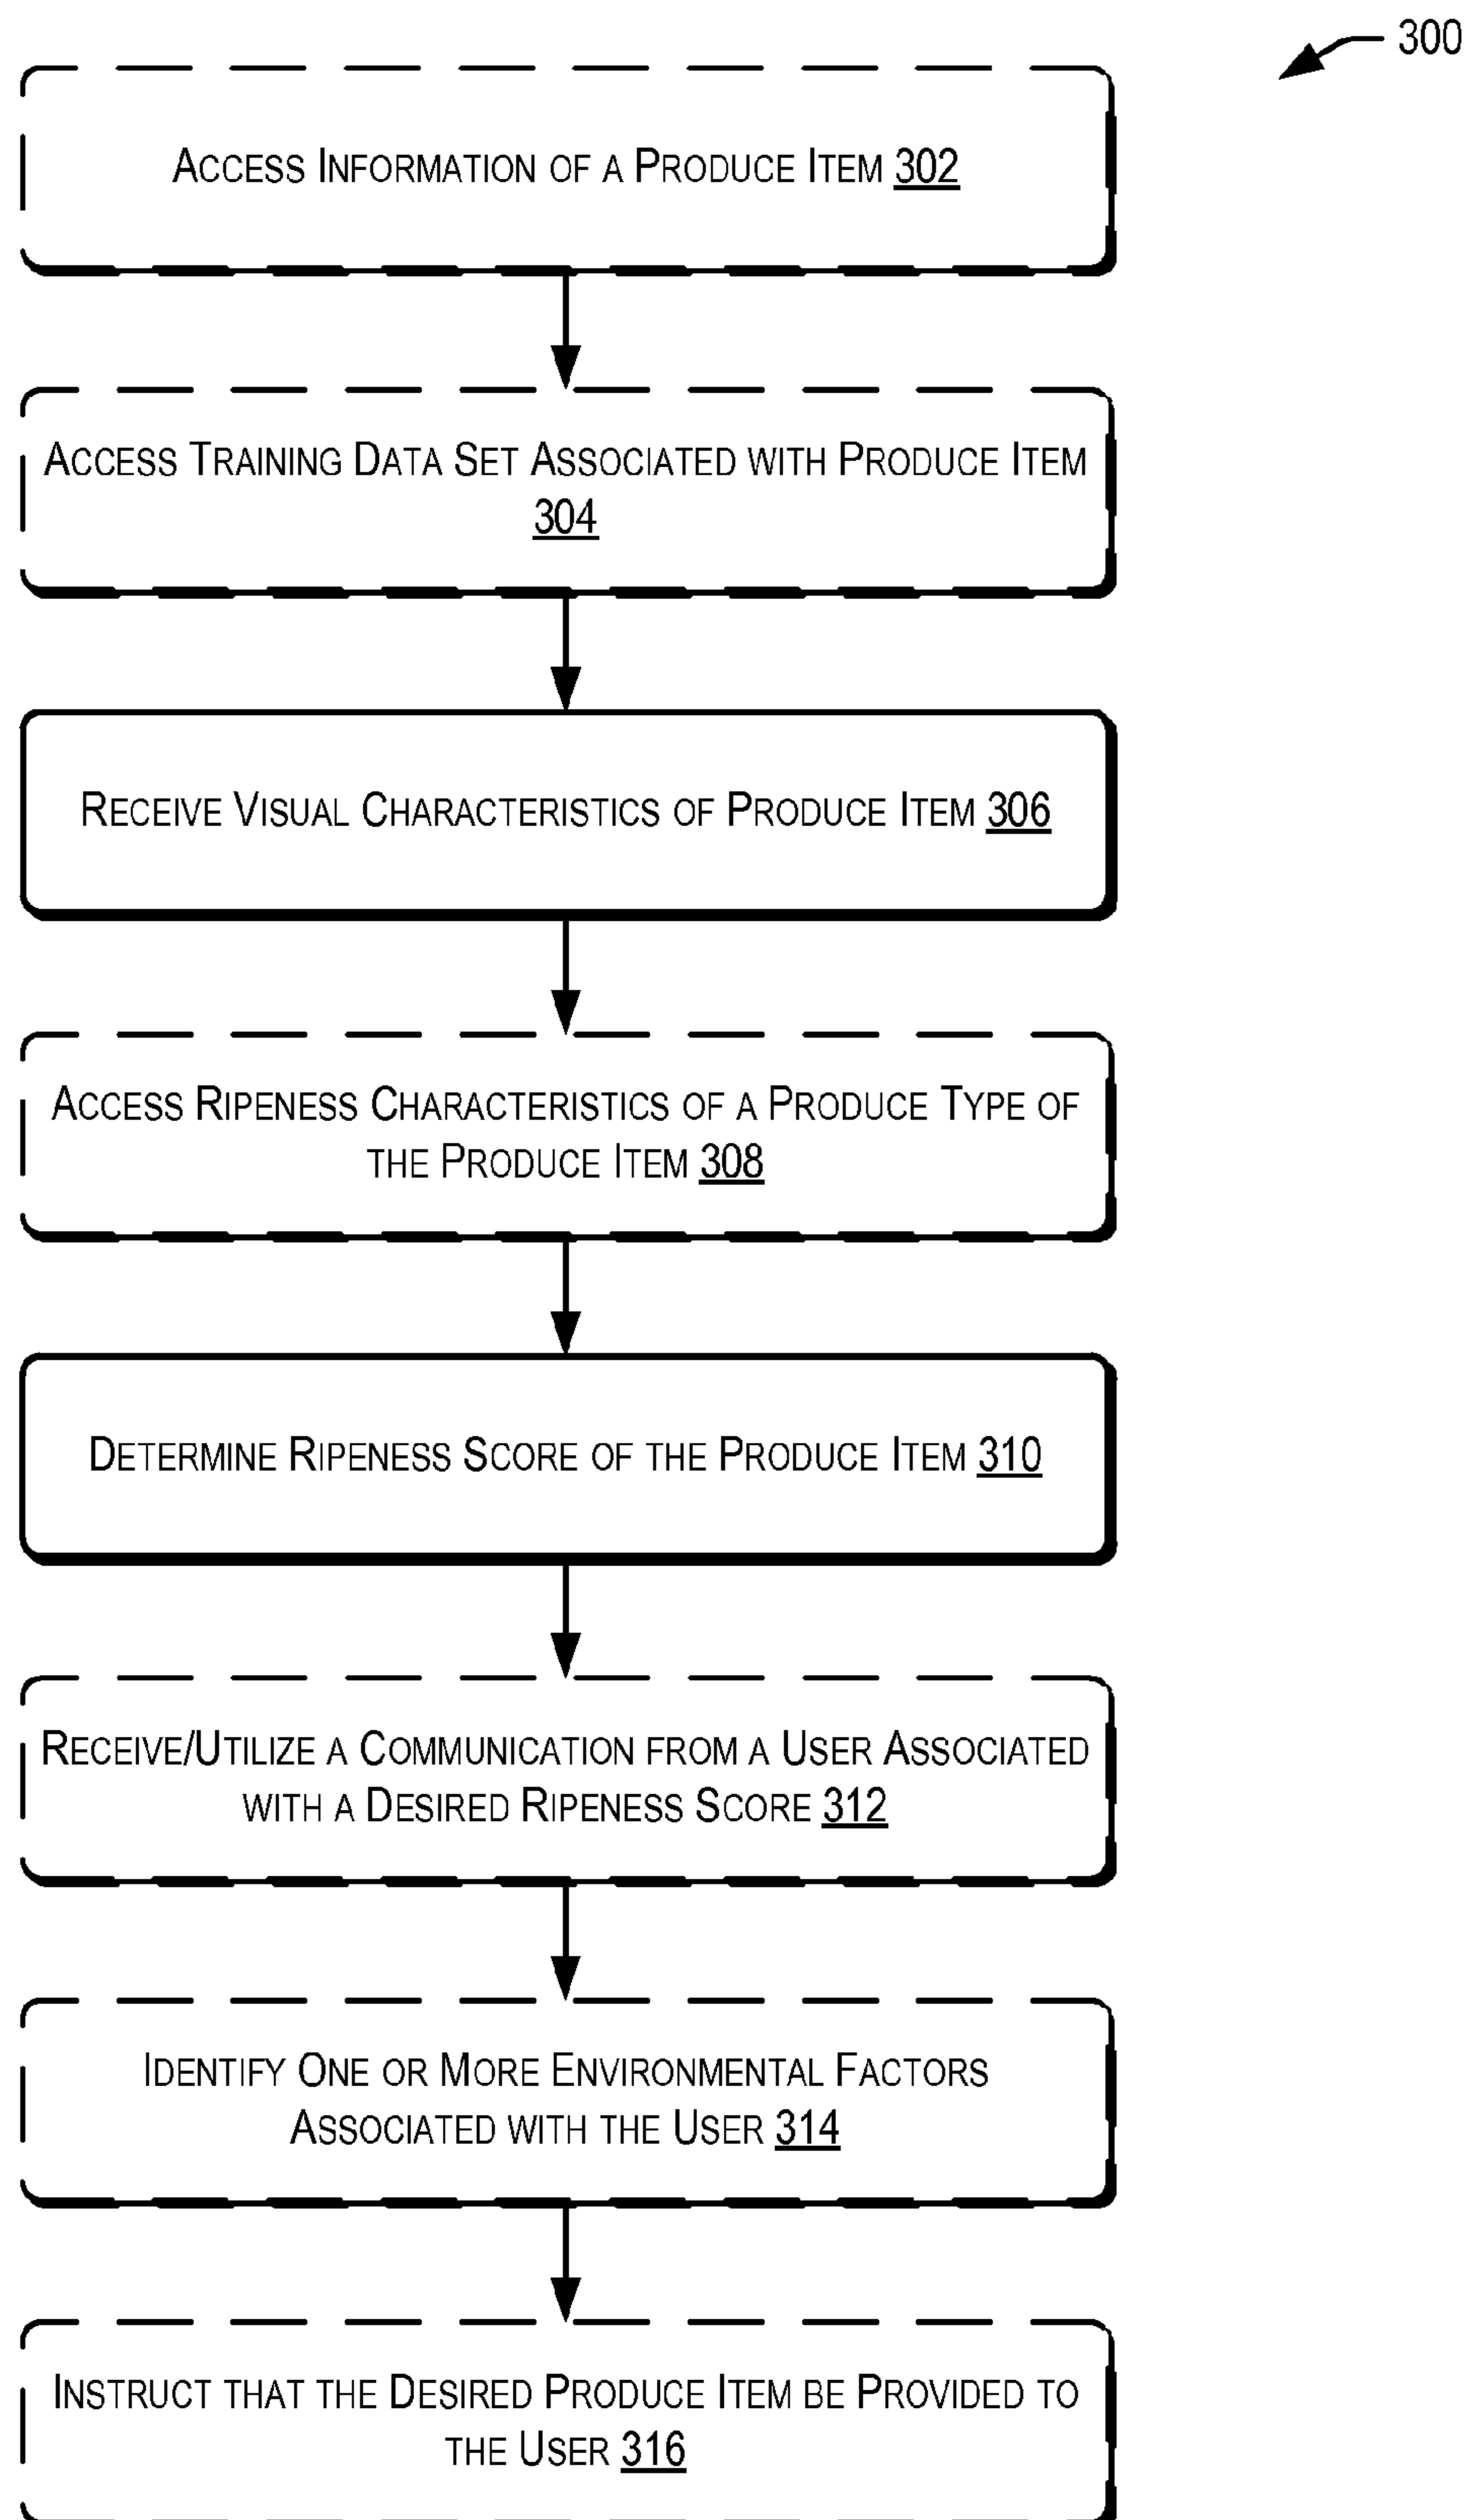 300
ACCESS INFORMATION OF A PRODUCE ITEM 302
ACCESS TRAINING DATA SET ASSOCIATED WITH PRODUCE ITEM
304
RECEIVE VISUAL CHARACTERISTICS OF PRODUCE ITEM 306
ACCESS RIPENESS CHARACTERISTICS OF A PRODUCE TYPE OF
THE PRODUCE ITEM 308
DETERMINE RIPENESS SCORE OF THE PRODUCE ITEM 310
RECEIVE/UTILIZE A COMMUNICATION FROM A USER ASSOCIATED
WITH A DESIRED RIPENESS SCORE 312
IDENTIFY ONE OR MORE ENVIRONMENTAL FACTORS
ASSOCIATED WITH THE USER 314
INSTRUCT THAT THE DESIRED PRODUCE ITEM BE PROVIDED TO
THE USER 316